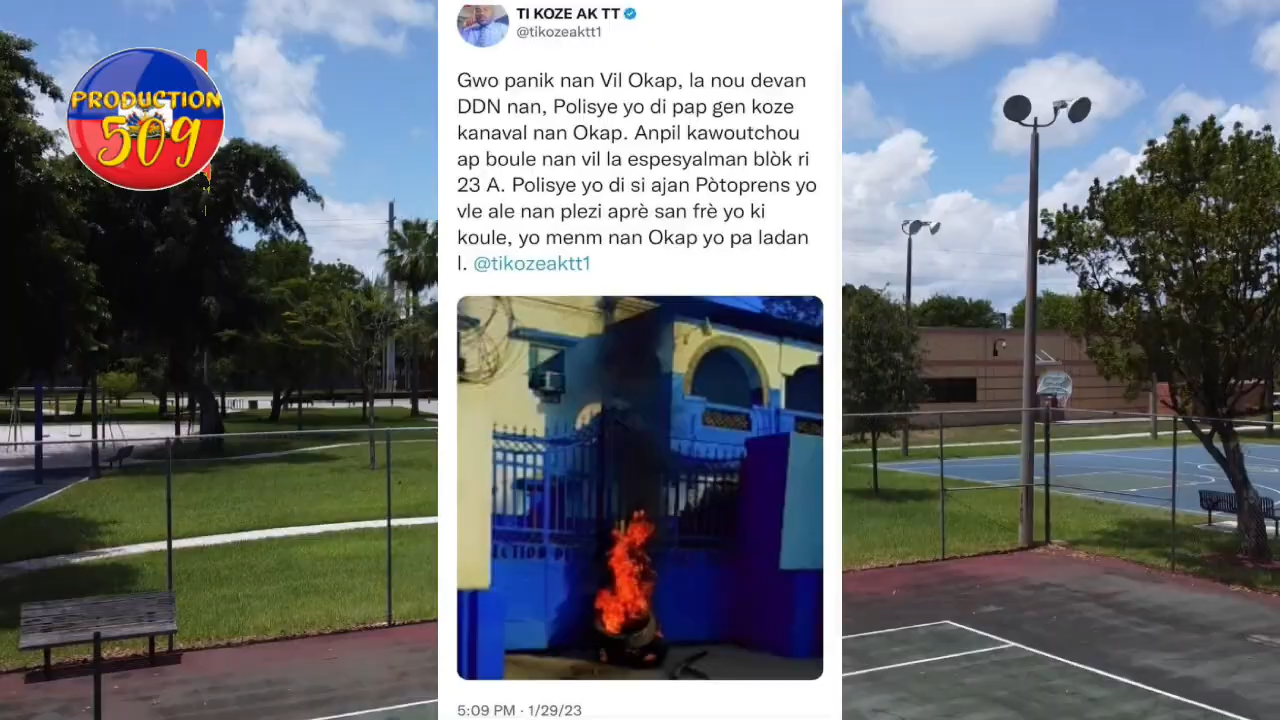 PRODUCTION
509
TI KOZE AK TT
@tikozeaktt1
Gwo panik nan Vil Okap, la nou devan
DDN nan, Polisye yo di pap gen koze
kanaval nan Okap. Anpil kawoutchou
ap boule nan vil la espesyalman blòk ri
23 A. Polisye yo di si ajan Pòtoprens yo
vle ale nan plezi aprè san frè yo ki
koule, yo menm nan Okap yo pa ladan
l. @tikozeaktt1
5:09 PM · 1/29/23